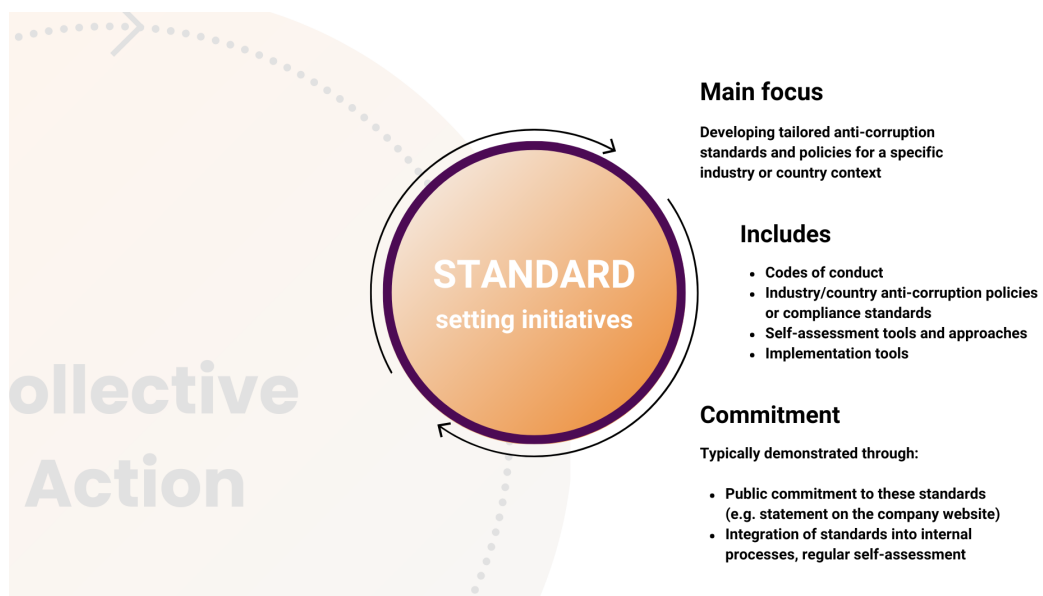 Main focus
Developing tailored anti-corruption
standards and policies for a specific
industry or country context
STANDARD
setting initiatives
Includes
• Codes of conduct
• Industry/country anti-corruption policies
or compliance standards
• Self-assessment tools and approaches
• Implementation tools
ollective
Action
Commitment
Typically demonstrated through:
• Public commitment to these standards
(e.g. statement on the company website)
• Integration of standards into internal
processes, regular self-assessment